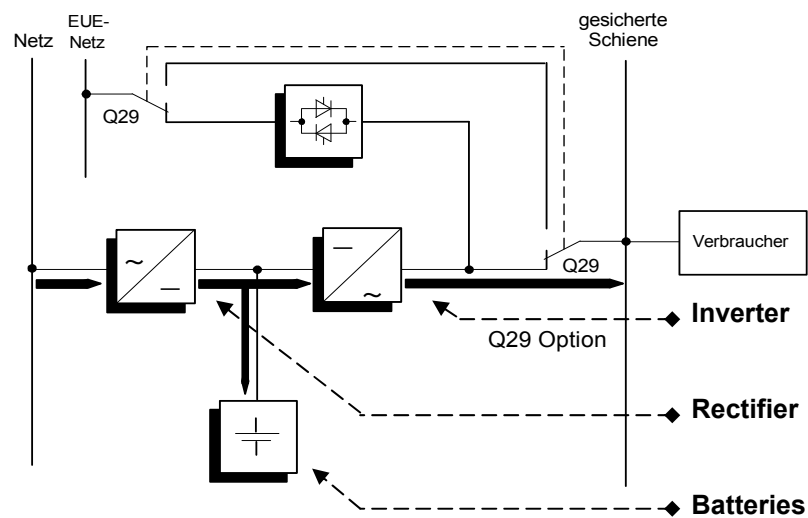 Netz
EUE-
Netz
gesicherte
Schiene
Q29
Verbraucher
Q29
Inverter
Q29 Option
Rectifier
Batteries